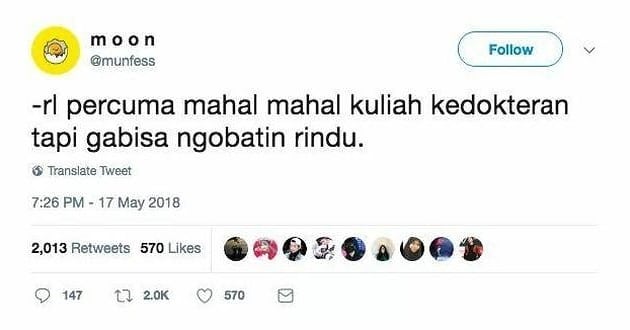 m o o n
@munfess
Follow
-rl percuma mahal mahal kuliah kedokteran
tapi gabisa ngobatin rindu.
Translate Tweet
7:26 PM - 17 May 2018
2,013 Retweets 570 Likes
147 2.0K 570